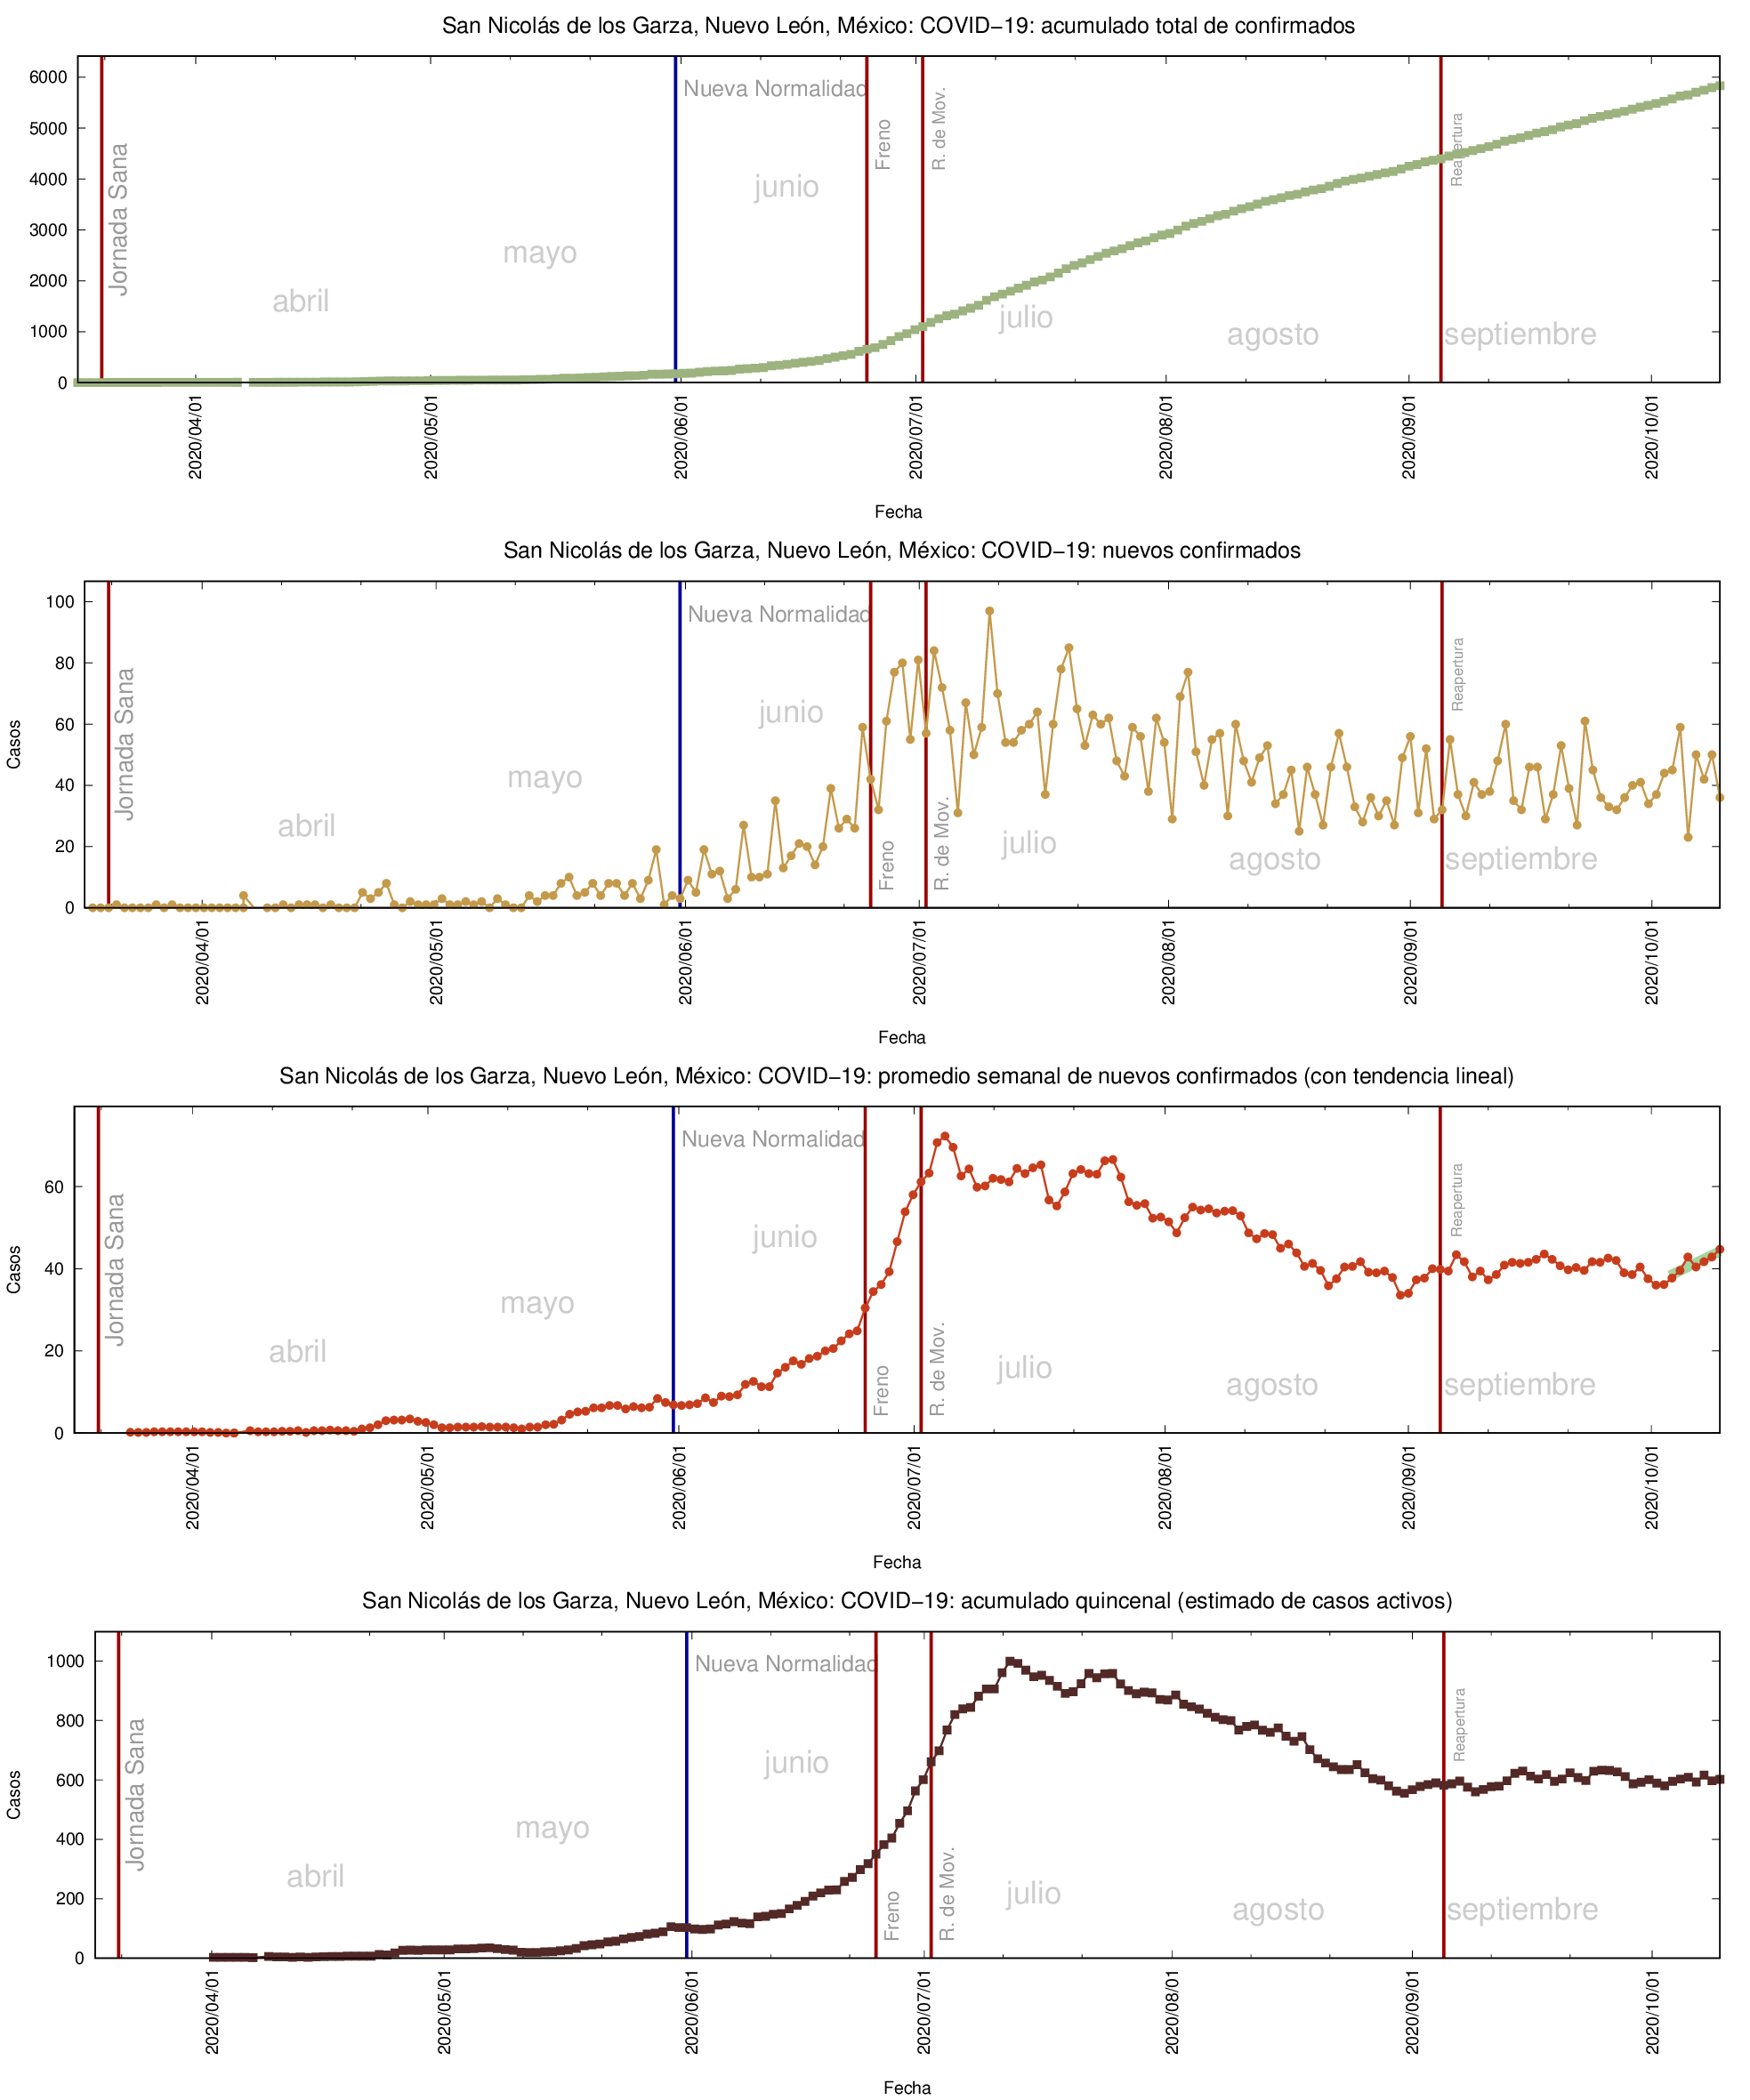 San Nicolás de los Garza, Nuevo León, México: COVID−19: acumulado total de confirmados
6000
5000
4000
3000
2000
1000
0
Jornada Sana
abril
mayo
Nueva Normalidad
junio
Freno
R. de Mov.
julio
agosto
Reapertura
septiembre
2020/04/01
2020/05/01
2020/06/01
2020/07/01
2020/08/01
2020/09/01
2020/10/01
Fecha
San Nicolás de los Garza, Nuevo León, México: COVID−19: nuevos confirmados
Casos
100
80
60
40
20
0
Jornada Sana
abril
mayo
Nueva Normalidad
junio
Freno
R. de Mov.
julio
agosto
Reapertura
septiembre
2020/04/01
2020/05/01
2020/06/01
2020/07/01
2020/08/01
2020/09/01
2020/10/01
Fecha
San Nicolás de los Garza, Nuevo León, México: COVID−19: promedio semanal de nuevos confirmados (con tendencia lineal)
Casos
60
40
20
0
Jornada Sana
abril
mayo
Nueva Normalidad
junio
Freno
R. de Mov.
julio
agosto
Reapertura
septiembre
2020/04/01
2020/05/01
2020/06/01
2020/07/01
2020/08/01
2020/09/01
2020/10/01
Fecha
San Nicolás de los Garza, Nuevo León, México: COVID−19: acumulado quincenal (estimado de casos activos)
Casos
1000
800
600
400
200
0
Jornada Sana
abril
mayo
Nueva Normalidad
junio
Freno
R. de Mov.
julio
agosto
Reapertura
septiembre
2020/04/01
2020/05/01
2020/06/01
2020/07/01
2020/08/01
2020/09/01
2020/10/01
Fecha